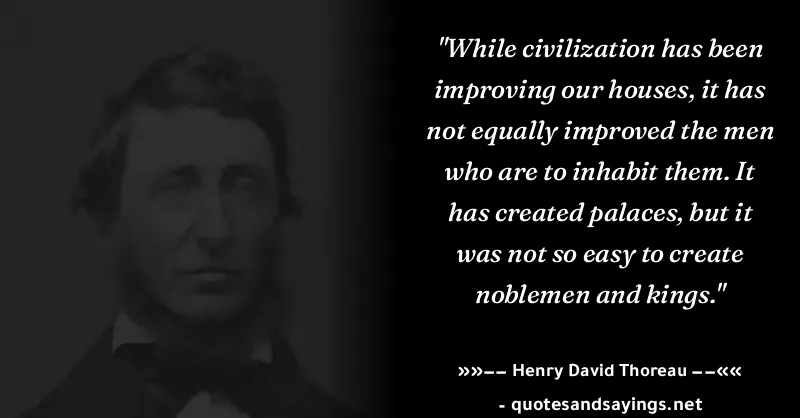 "While civilization has been
improving our houses, it has
not equally improved the men
who are to inhabit them. It
has created palaces, but it
was not so easy to create
noblemen and kings."
»»–– Henry David Thoreau ––««
- quotesandsayings.net